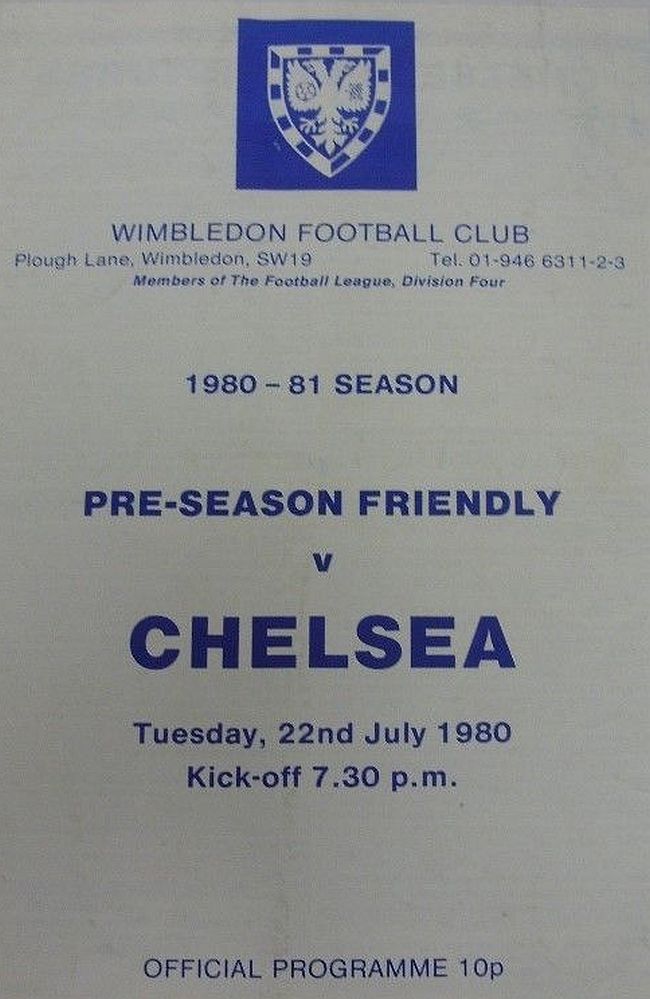 WIMBLEDON FOOTBALL CLUB
Plough Lane, Wimbledon, SW19 Tel. 01-946 6311-2-3
Members of The Football League, Division Four
1980 – 81 SEASON
PRE-SEASON FRIENDLY
v
CHELSEA
Tuesday, 22nd July 1980
Kick-off 7.30 p.m.
OFFICIAL PROGRAMME 10p